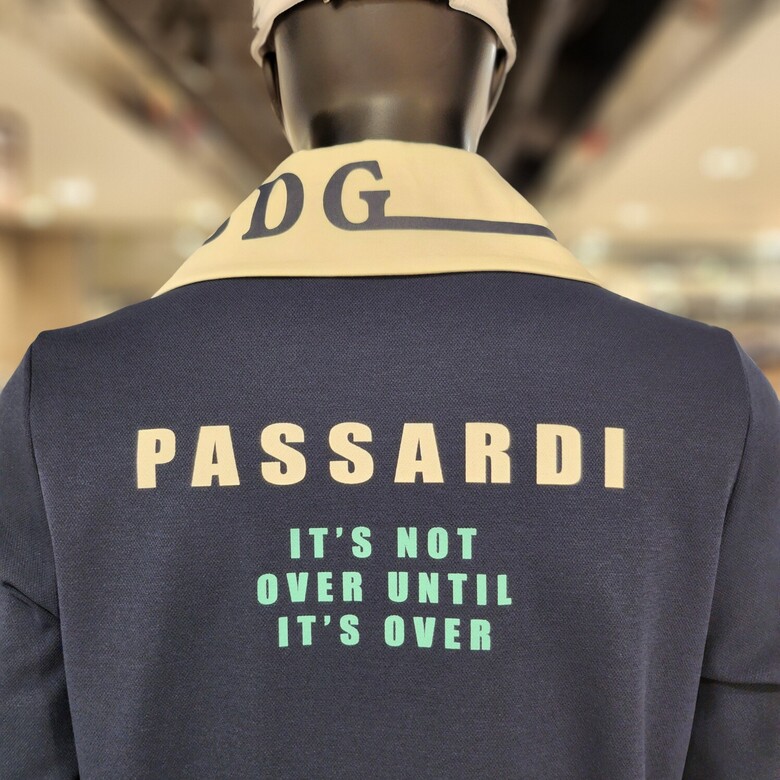 DG
PASSARDI
IT'S NOT
OVER UNTIL
IT'S OVER